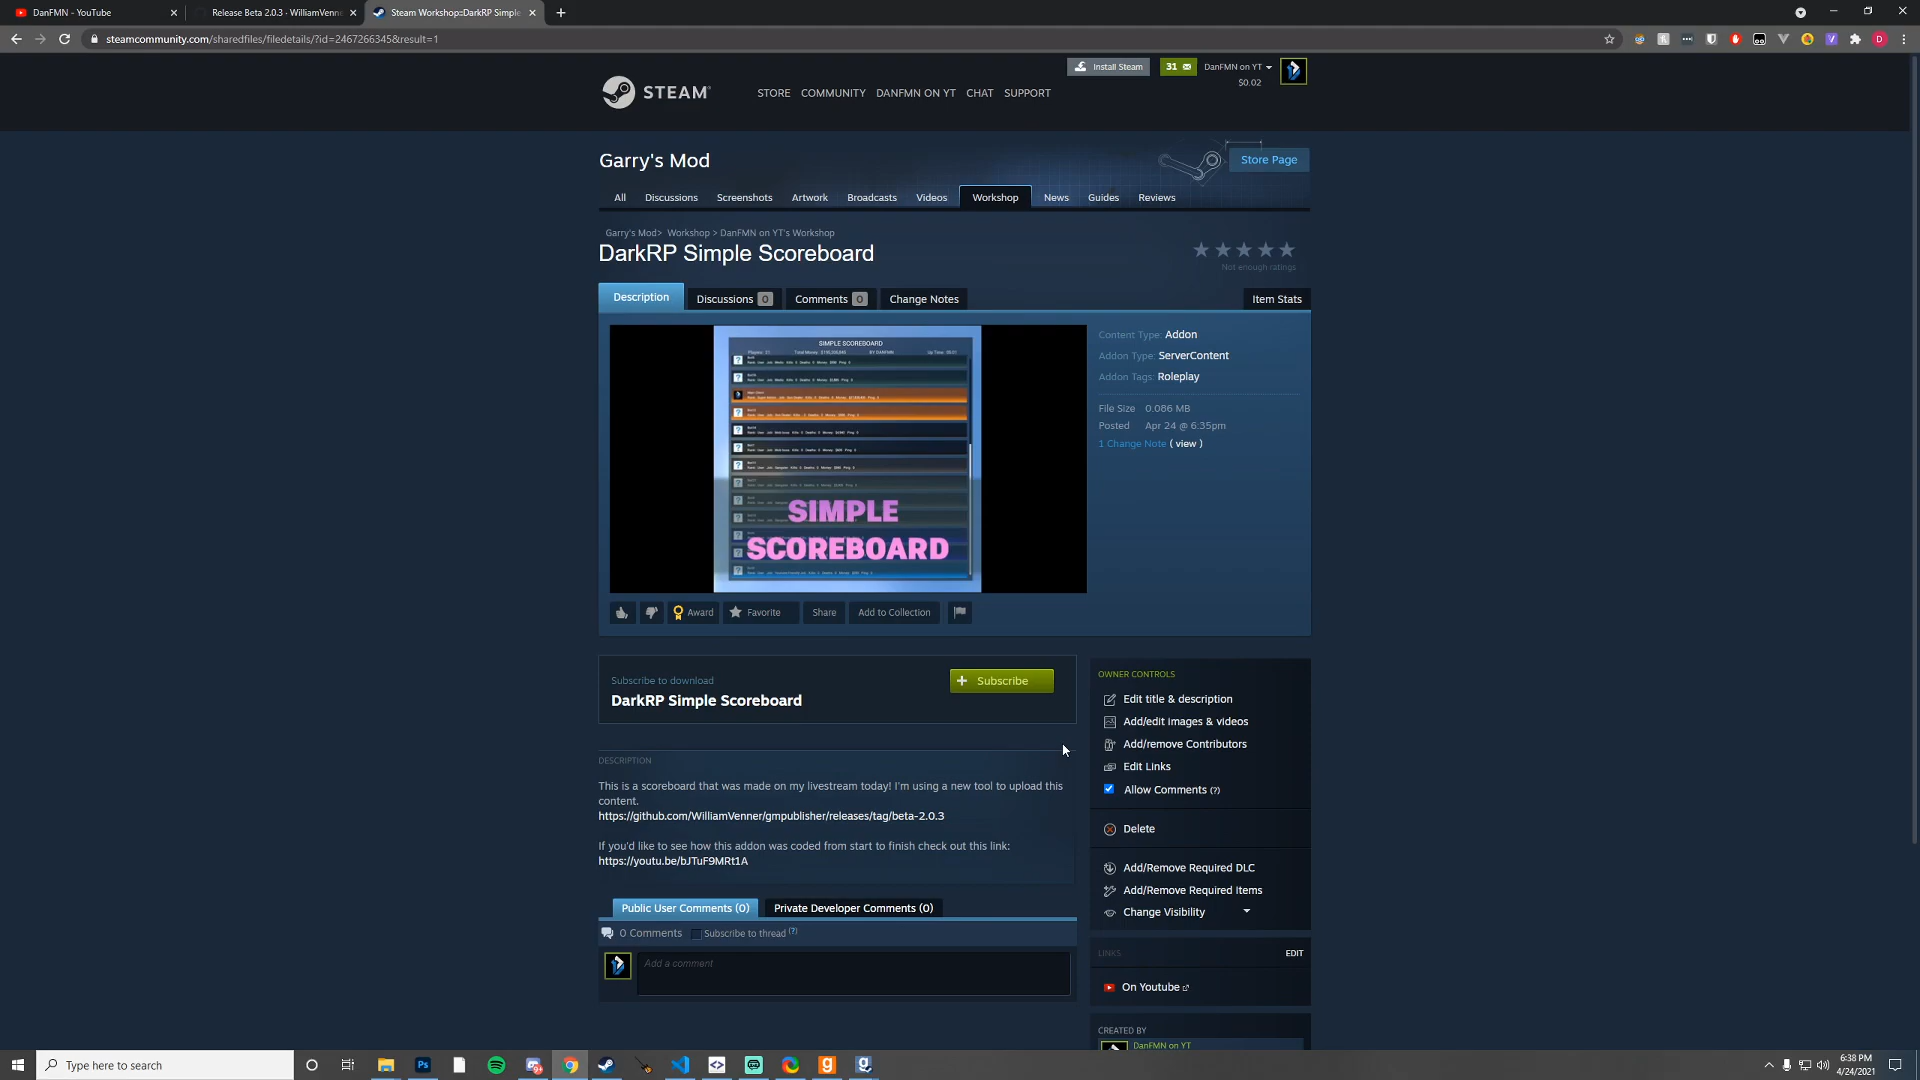 DanFMN - YouTube
Release Beta 2.0.3 · WilliamVenne
Steam Workshop::DarkRP Simple
steamcommunity.com/sharedfiles/filedetails/?id=2467266345&result=1
Install Steam
31
DanFMN on YT
$0.02
STEAM
STORE COMMUNITY DANFMN ON YT CHAT SUPPORT
Garry's Mod
Store Page
All Discussions Screenshots Artwork Broadcasts Videos Workshop News Guides Reviews
Garry's Mod> Workshop > DanFMN on YT's Workshop
DarkRP Simple Scoreboard
Not enough ratings
Description Discussions 0 Comments 0 Change Notes Item Stats
SIMPLE SCOREBOARD
BY DANFMN
SIMPLE
SCOREBOARD
Content Type: Addon
Addon Type: ServerContent
Addon Tags: Roleplay
File Size 0.086 MB
Posted Apr 24 @ 6:35pm
1 Change Note ( view )
Award Favorite Share Add to Collection
Subscribe to download
DarkRP Simple Scoreboard
+ Subscribe
DESCRIPTION
This is a scoreboard that was made on my livestream today! I'm using a new tool to upload this
content.
https://github.com/WilliamVenner/gmpublisher/releases/tag/beta-2.0.3
If you'd like to see how this addon was coded from start to finish check out this link:
https://youtu.be/bJTuF9MRt1A
Public User Comments (0) Private Developer Comments (0)
0 Comments Subscribe to thread (?)
Add a comment
OWNER CONTROLS
Edit title & description
Add/edit images & videos
Add/remove Contributors
Edit Links
Allow Comments (?)
Delete
Add/Remove Required DLC
Add/Remove Required Items
Change Visibility
LINKS EDIT
On Youtube
CREATED BY
DanFMN on YT
Type here to search
6:38 PM
4/24/2021